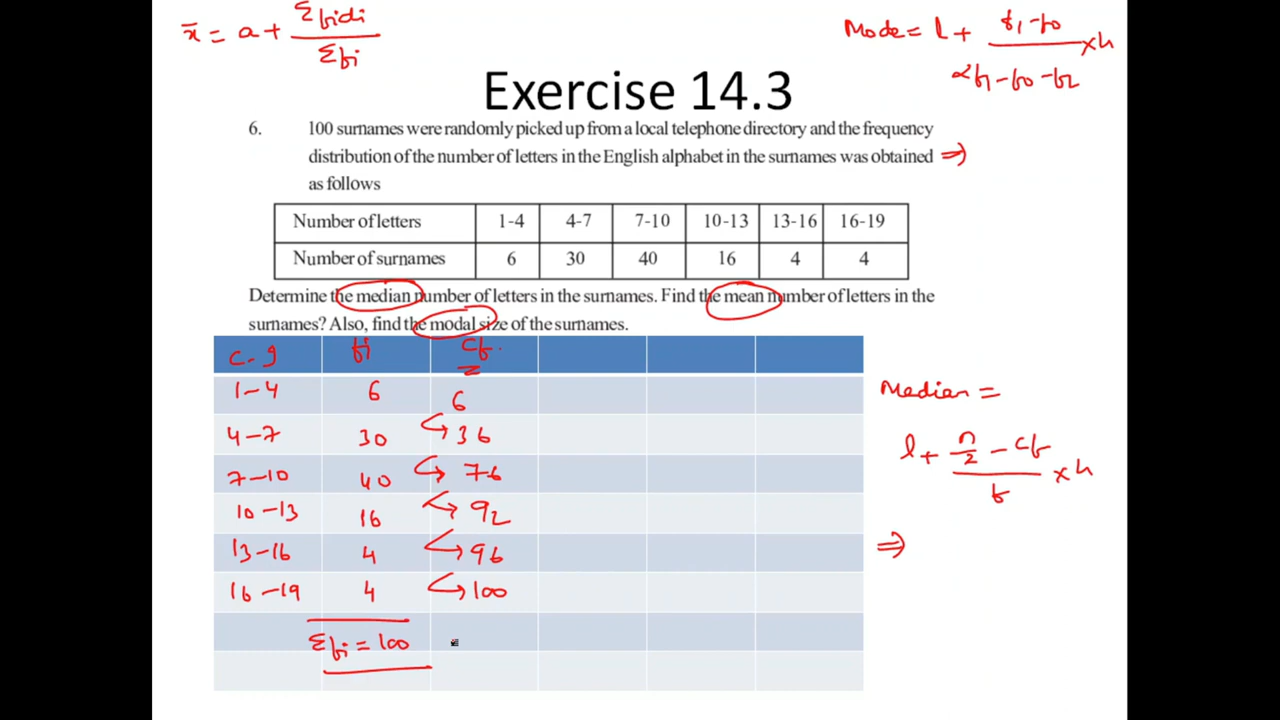 x̄ = a + Σfidi / Σfi
Mode = l + f1-f0 / 2f1-f0-f2 × h
Exercise 14.3
6. 100 surnames were randomly picked up from a local telephone directory and the frequency
distribution of the number of letters in the English alphabet in the surnames was obtained ⇒
as follows
Number of letters 1-4 4-7 7-10 10-13 13-16 16-19
Number of surnames 6 30 40 16 4 4
Determine the median number of letters in the surnames. Find the mean number of letters in the
surnames? Also, find the modal size of the surnames.
C-I fi Cf
1-4 6 6
4-7 30 36
7-10 40 76
10-13 16 92
13-16 4 96
16-19 4 100
Σfi = 100
Median =
l + n/2 - cf / f × h
⇒